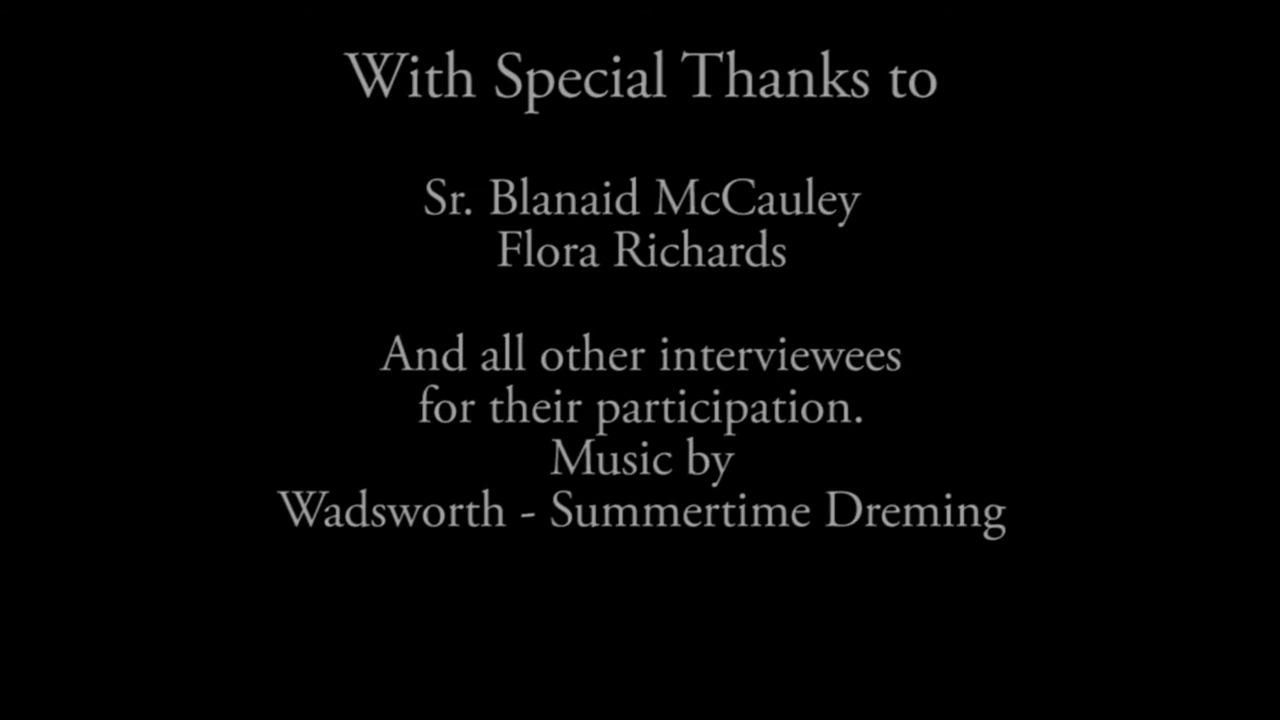 With Special Thanks to
Sr. Blanaid McCauley
Flora Richards
And all other interviewees
for their participation.
Music by
Wadsworth - Summertime Dreming